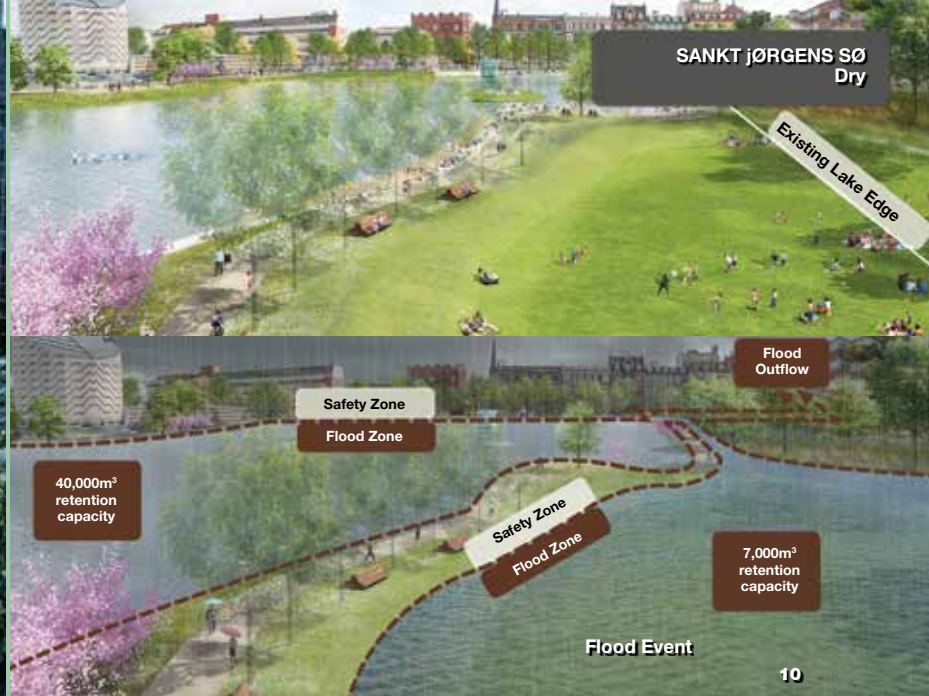 SANKT jØRGENS SØ
Dry
Existing Lake Edge
Flood
Outflow
Safety Zone
Flood Zone
40,000m³
retention
capacity
Safety Zone
Flood Zone
7,000m³
retention
capacity
Flood Event
10